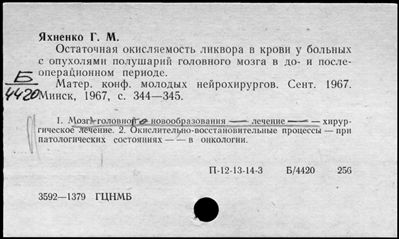 Яхненко Г. М.
Остаточная окисляемость ликвора в крови у больных
с опухолями полушарий головного мозга в до- и после-
операционном периоде.
Матер. конф. молодых нейрохирургов. Сент. 1967.
Минск, 1967, с. 344—345.
Б
4420
1. Мозга головного новообразования — лечение — — хирур-
гическое лечение. 2. Окислительно-восстановительные процессы — при
патологических состояниях — — в онкологии.
П-12-13-14-3 Б/4420 256
3592—1379 ГЦНМБ